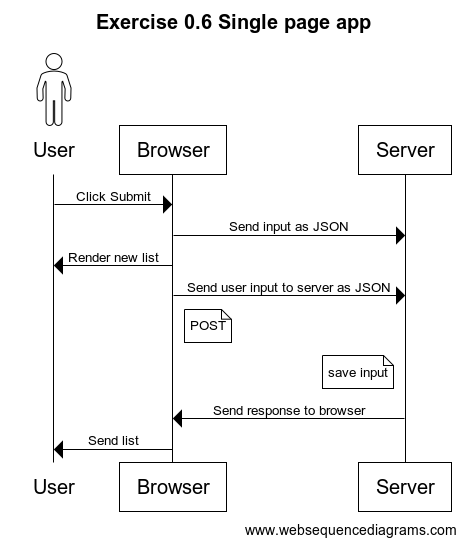 Exercise 0.6 Single page app
User
Browser
Server
Click Submit
Send input as JSON
Render new list
Send user input to server as JSON
POST
save input
Send response to browser
Send list
User
Browser
Server
www.websequencediagrams.com